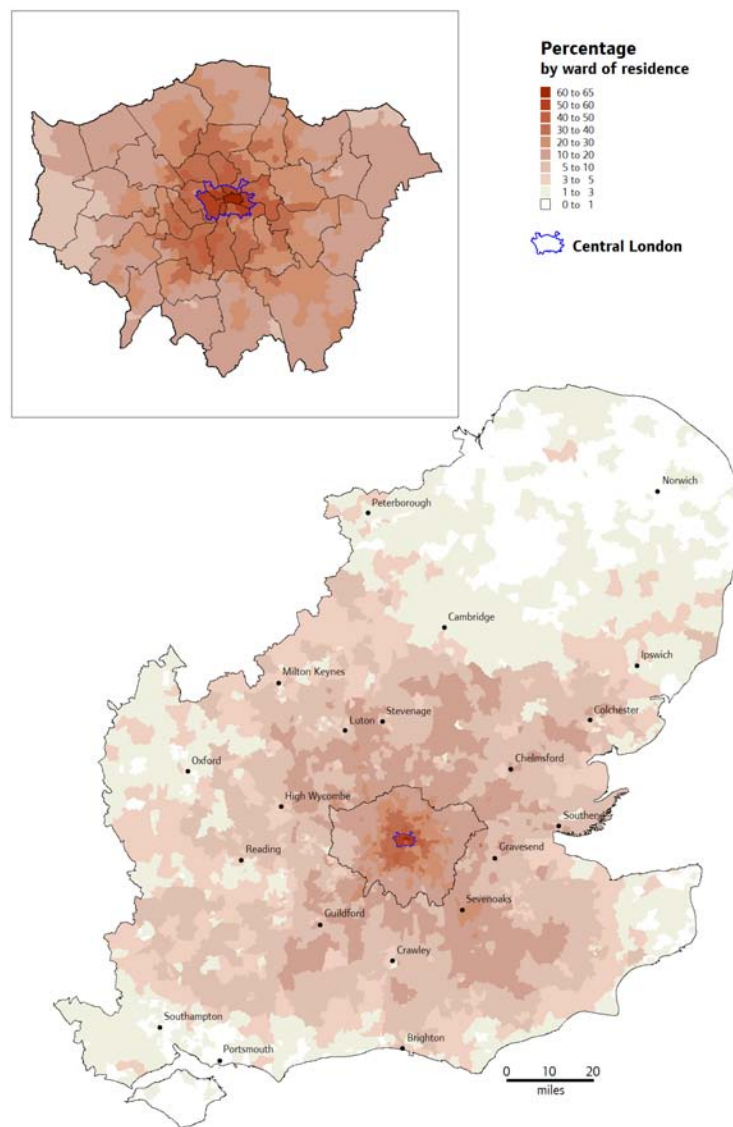 Percentage
by ward of residence
60 to 65
50 to 60
40 to 50
30 to 40
20 to 30
10 to 20
5 to 10
3 to 5
1 to 3
0 to 1
Central London
Norwich
Peterborough
Cambridge
Ipswich
Milton Keynes
Colchester
Stevenage
Luton
Chelmsford
Oxford
High Wycombe
Southend
Reading
Gravesend
Sevenoaks
Guildford
Crawley
Southampton
Brighton
Portsmouth
0 10 20
miles